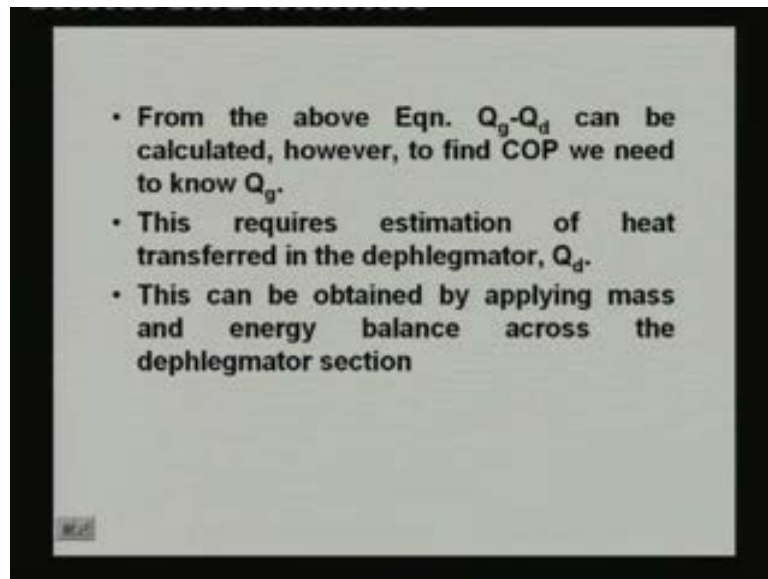 • From the above Eqn. Qg-Qd can be
calculated, however, to find COP we need
to know Qg.
• This requires estimation of heat
transferred in the dephlegmator, Qd.
• This can be obtained by applying mass
and energy balance across the
dephlegmator section